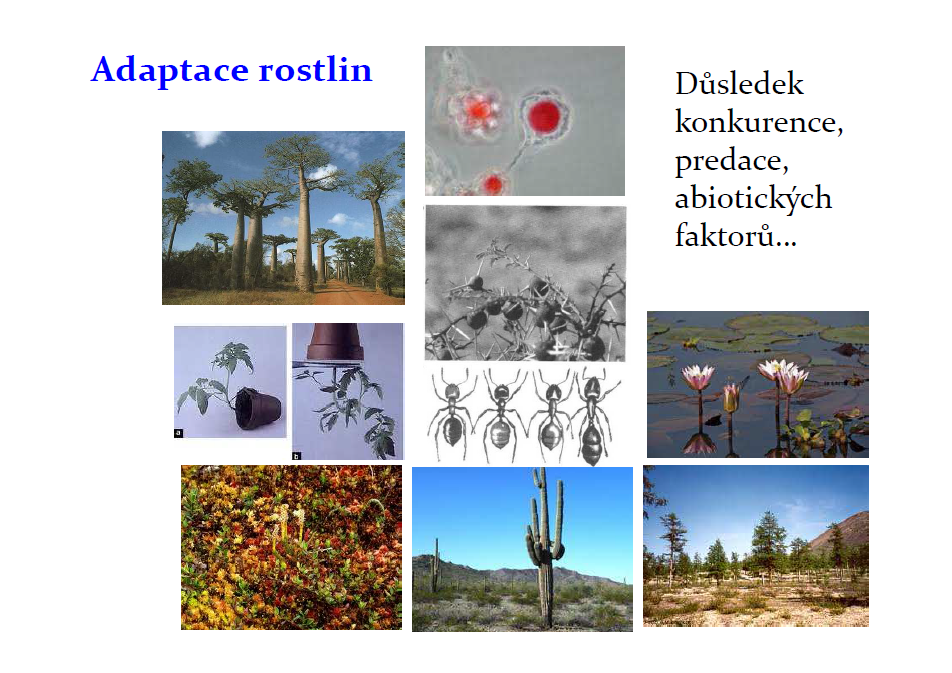 Adaptace rostlin
Důsledek
konkurence,
predace,
abiotických
faktorů...
a
b